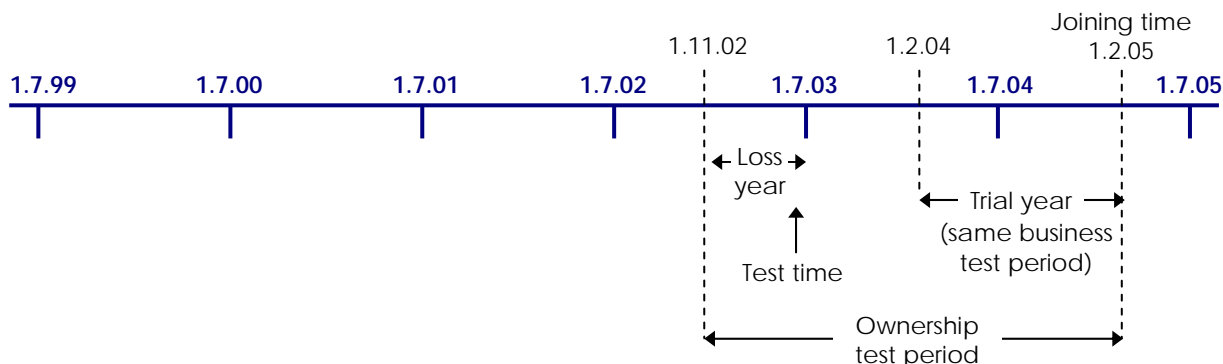 Joining time
1.11.02 1.2.04 1.2.05
1.7.99 1.7.00 1.7.01 1.7.02 1.7.03 1.7.04 1.7.05
Loss
year
Trial year
(same business
test period)
Test time
Ownership
test period